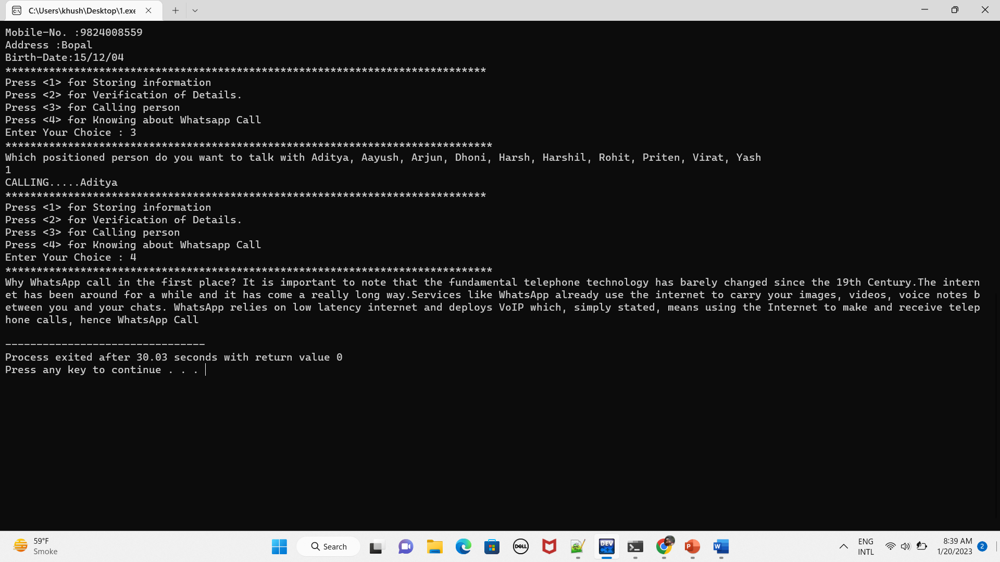 C:\Users\khush\Desktop\1.exe
Mobile-No. :9824008559
Address :Bopal
Birth-Date:15/12/04
*****************************************************************************
Press <1> for Storing information
Press <2> for Verification of Details.
Press <3> for Calling person
Press <4> for Knowing about Whatsapp Call
Enter Your Choice : 3
******************************************************************************
Which positioned person do you want to talk with Aditya, Aayush, Arjun, Dhoni, Harsh, Harshil, Rohit, Priten, Virat, Yash
1
CALLING.....Aditya
*****************************************************************************
Press <1> for Storing information
Press <2> for Verification of Details.
Press <3> for Calling person
Press <4> for Knowing about Whatsapp Call
Enter Your Choice : 4
******************************************************************************
Why WhatsApp call in the first place? It is important to note that the fundamental telephone technology has barely changed since the 19th Century.The intern
et has been around for a while and it has come a really long way.Services like WhatsApp already use the internet to carry your images, videos, voice notes b
etween you and your chats. WhatsApp relies on low latency internet and deploys VoIP which, simply stated, means using the Internet to make and receive telep
hone calls, hence WhatsApp Call
--------------------------------
Process exited after 30.03 seconds with return value 0
Press any key to continue . . .
59°F
Smoke
Search
DELL
DEV
C++
P
W
ENG
INTL
8:39 AM
1/20/2023
2